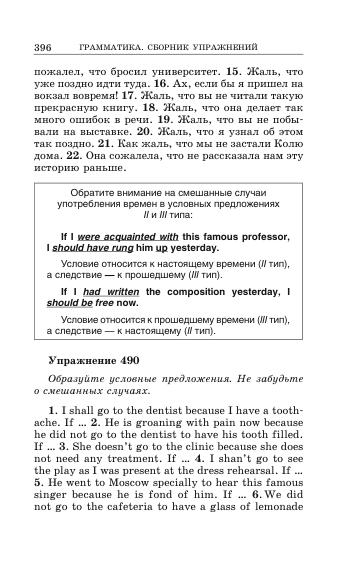 396 ГРАММАТИКА. СБОРНИК УПРАЖНЕНИЙ
пожалел, что бросил университет. 15. Жаль, что
уже поздно идти туда. 16. Ах, если бы я пришел на
вокзал вовремя! 17. Жаль, что вы не читали такую
прекрасную книгу. 18. Жаль, что она делает так
много ошибок в речи. 19. Жаль, что вы не побы-
вали на выставке. 20. Жаль, что я узнал об этом
так поздно. 21. Как жаль, что мы не застали Колю
дома. 22. Она сожалела, что не рассказала нам эту
историю раньше.
Обратите внимание на смешанные случаи
употребления времен в условных предложениях
II и III типа:
If I were acquainted with this famous professor,
I should have rung him up yesterday.
Условие относится к настоящему времени (II тип),
а следствие — к прошедшему (III тип).
If I had written the composition yesterday, I
should be free now.
Условие относится к прошедшему времени (III тип),
а следствие — к настоящему (II тип).
Упражнение 490
Образуйте условные предложения. Не забудьте
о смешанных случаях.
1. I shall go to the dentist because I have a tooth-
ache. If ... 2. He is groaning with pain now because
he did not go to the dentist to have his tooth filled.
If ... 3. She doesn't go to the clinic because she does
not need any treatment. If ... 4. I shan't go to see
the play as I was present at the dress rehearsal. If ...
5. He went to Moscow specially to hear this famous
singer because he is fond of him. If ... 6. We did
not go to the cafeteria to have a glass of lemonade